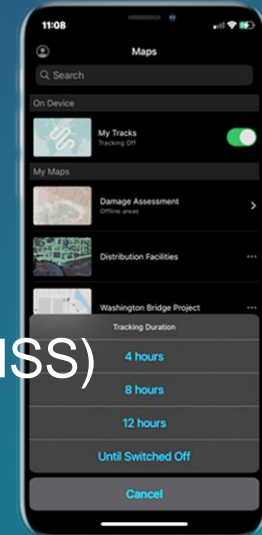 11:08
Maps
Search
On Device
My Tracks
Tracking Off
My Maps
Damage Assessment
Offline areas
Distribution Facilities
Washington Bridge Project
Tracking Duration
4 hours
SS)
8 hours
12 hours
Until Switched Off
Cancel